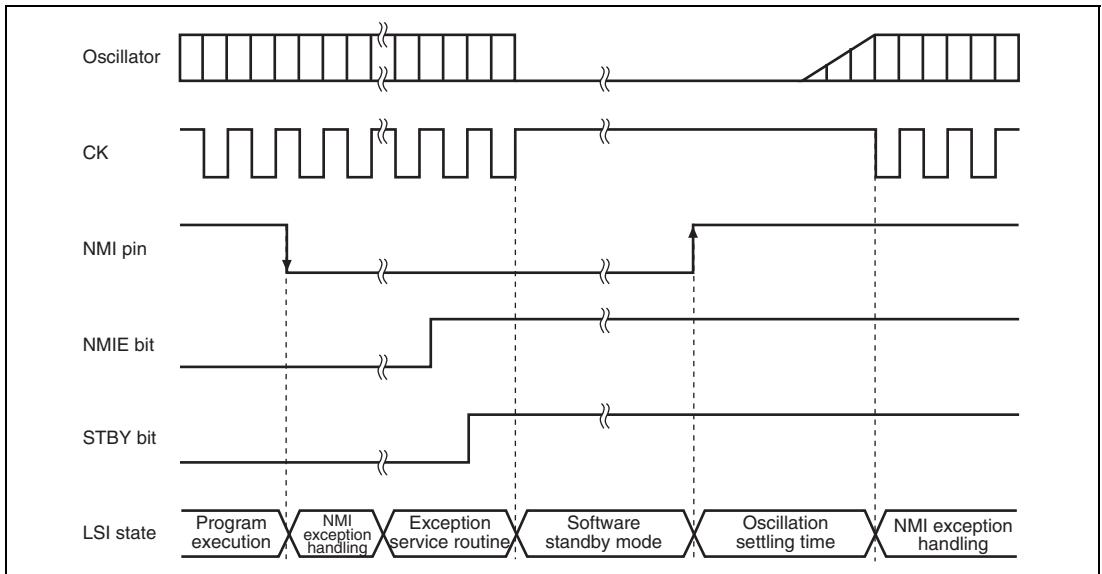 Oscillator
CK
NMI pin
NMIE bit
STBY bit
LSI state
Program
execution
NMI
exception
handling
Exception
service routine
Software
standby mode
Oscillation
settling time
NMI exception
handling